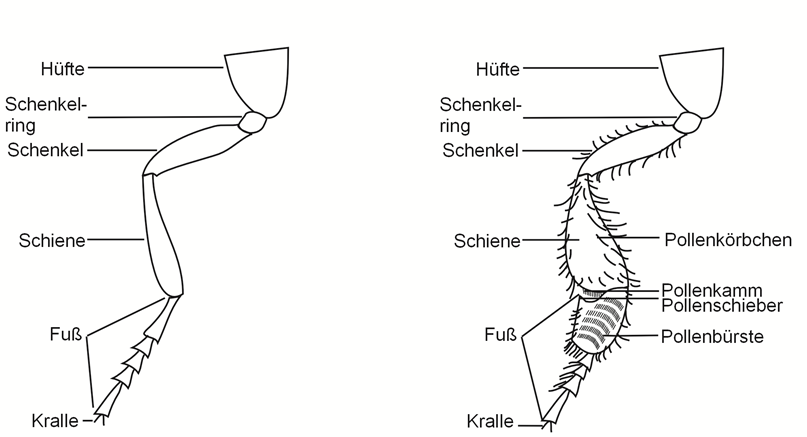 Hüfte
Schenkel-
ring
Schenkel
Schiene
Fuß
Kralle
Hüfte
Schenkel-
ring
Schenkel
Schiene
Pollenkörbchen
Pollenkamm
Pollenschieber
Fuß
Pollenbürste
Kralle